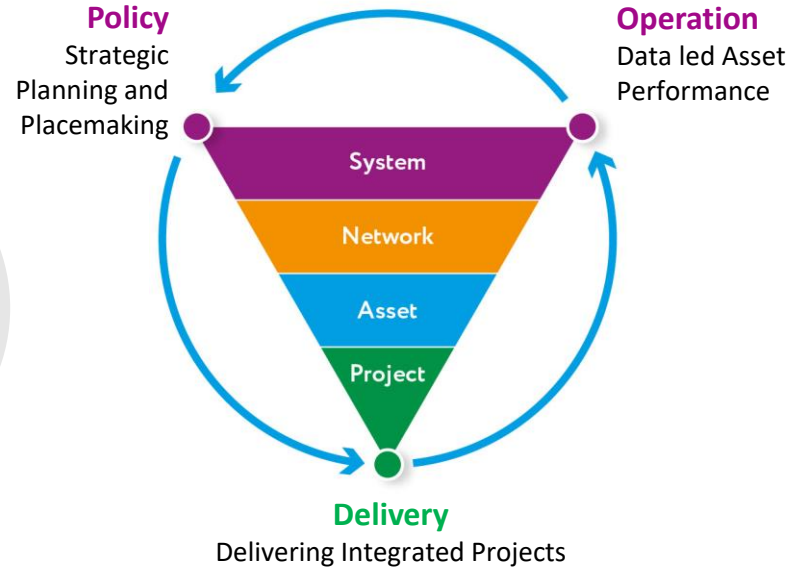 Policy
Strategic
Planning and
Placemaking
Operation
Data led Asset
Performance
System
Network
Asset
Project
Delivery
Delivering Integrated Projects